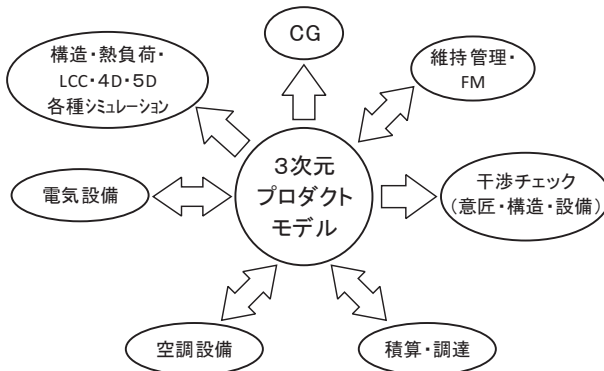 CG
構造・熱負荷・
LCC・4D・5D
各種シミュレーション
維持管理・
FM
3次元
プロダクト
モデル
電気設備
干渉チェック
(意匠・構造・設備)
空調設備
積算・調達